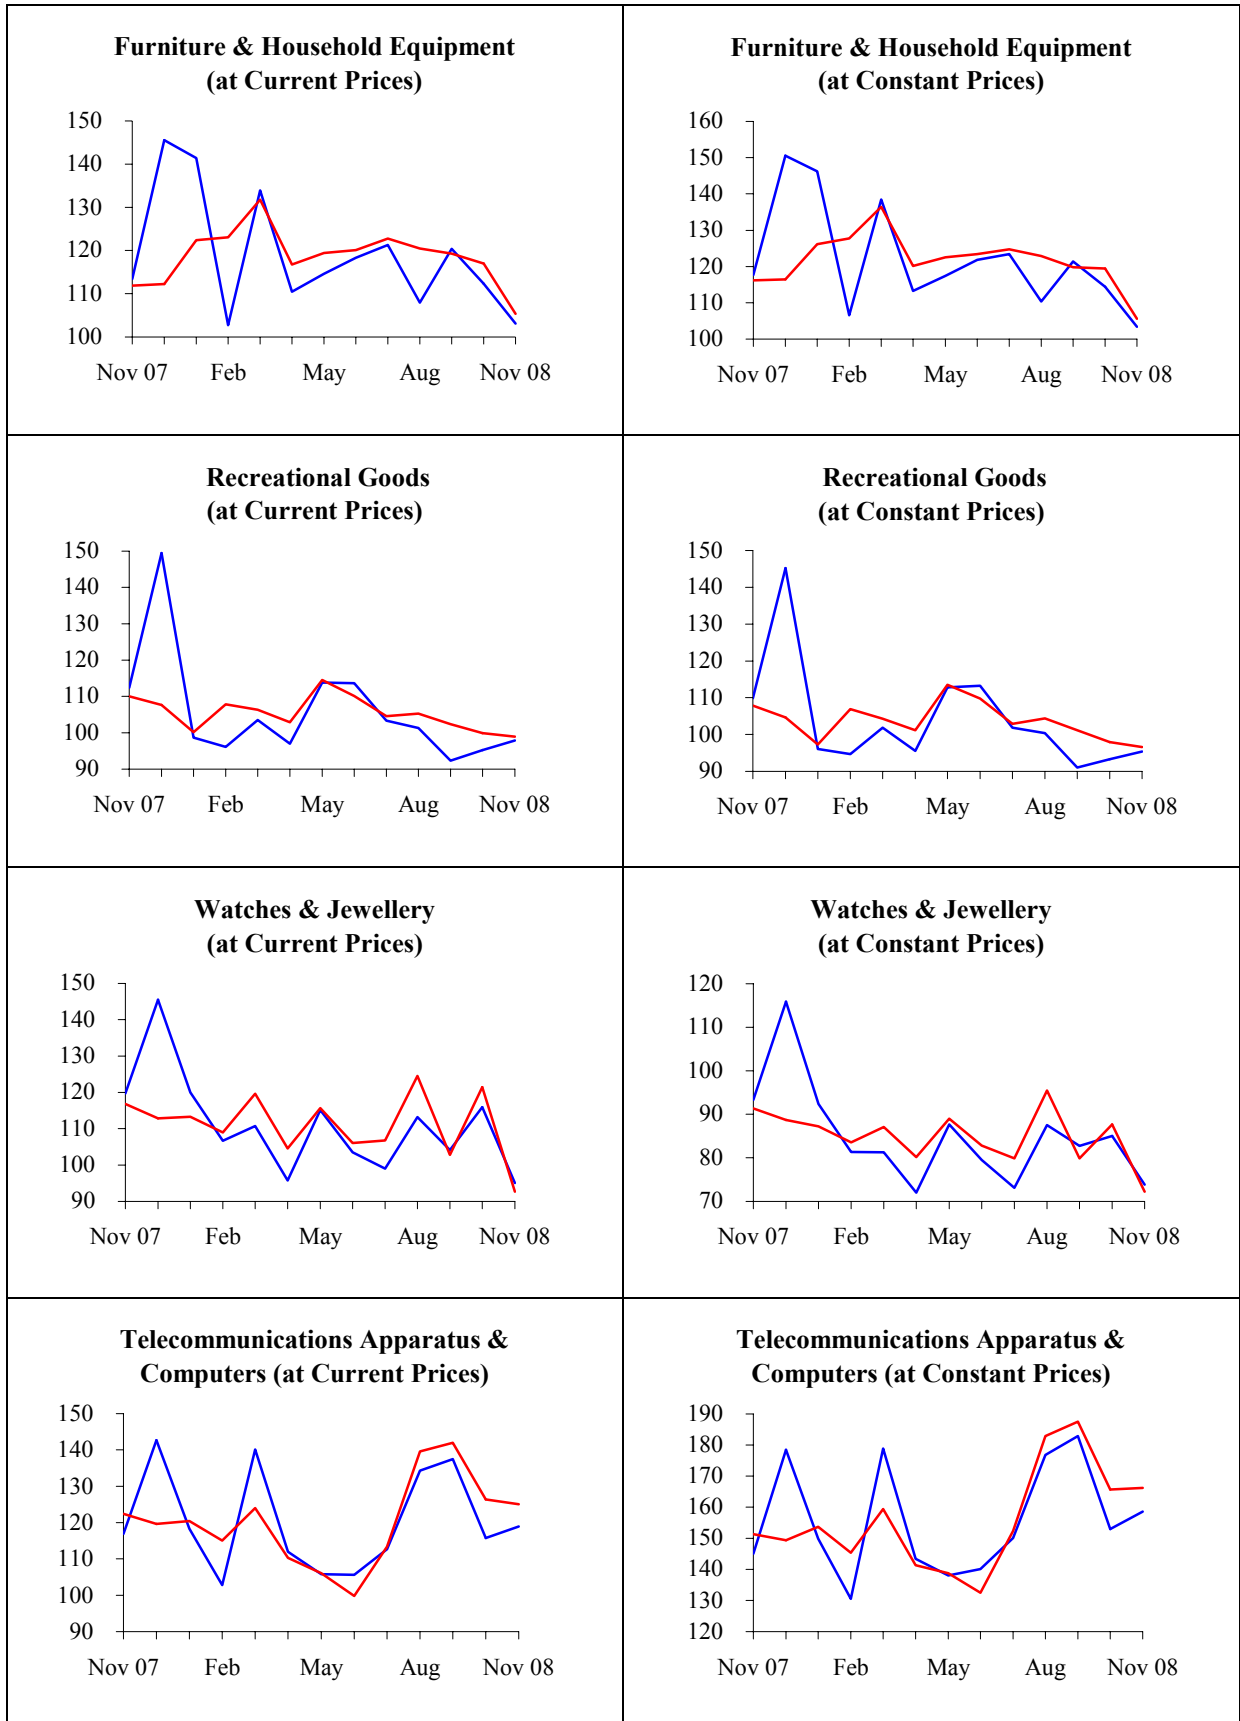 Furniture & Household Equipment
(at Current Prices)
150
140
130
120
110
100
Nov 07 Feb May Aug Nov 08
Furniture & Household Equipment
(at Constant Prices)
160
150
140
130
120
110
100
Nov 07 Feb May Aug Nov 08
Recreational Goods
(at Current Prices)
150
140
130
120
110
100
90
Nov 07 Feb May Aug Nov 08
Recreational Goods
(at Constant Prices)
150
140
130
120
110
100
90
Nov 07 Feb May Aug Nov 08
Watches & Jewellery
(at Current Prices)
150
140
130
120
110
100
90
Nov 07 Feb May Aug Nov 08
Watches & Jewellery
(at Constant Prices)
120
110
100
90
80
70
Nov 07 Feb May Aug Nov 08
Telecommunications Apparatus &
Computers (at Current Prices)
150
140
130
120
110
100
90
Nov 07 Feb May Aug Nov 08
Telecommunications Apparatus &
Computers (at Constant Prices)
190
180
170
160
150
140
130
120
Nov 07 Feb May Aug Nov 08